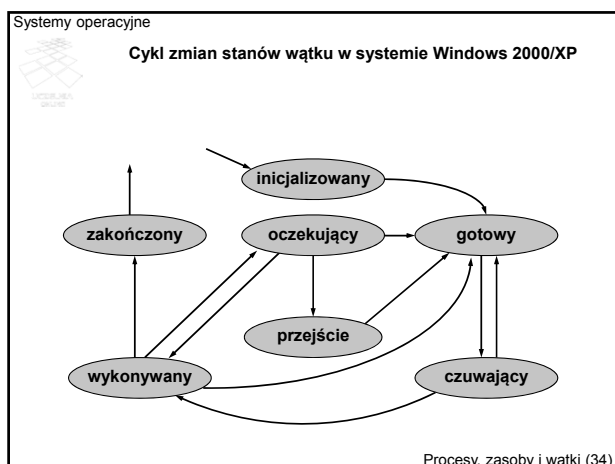 Systemy operacyjne
Cykl zmian stanów wątku w systemie Windows 2000/XP
inicjalizowany
zakończony
oczekujący
gotowy
przejście
wykonywany
czuwający
Procesy, zasoby i wątki (34)